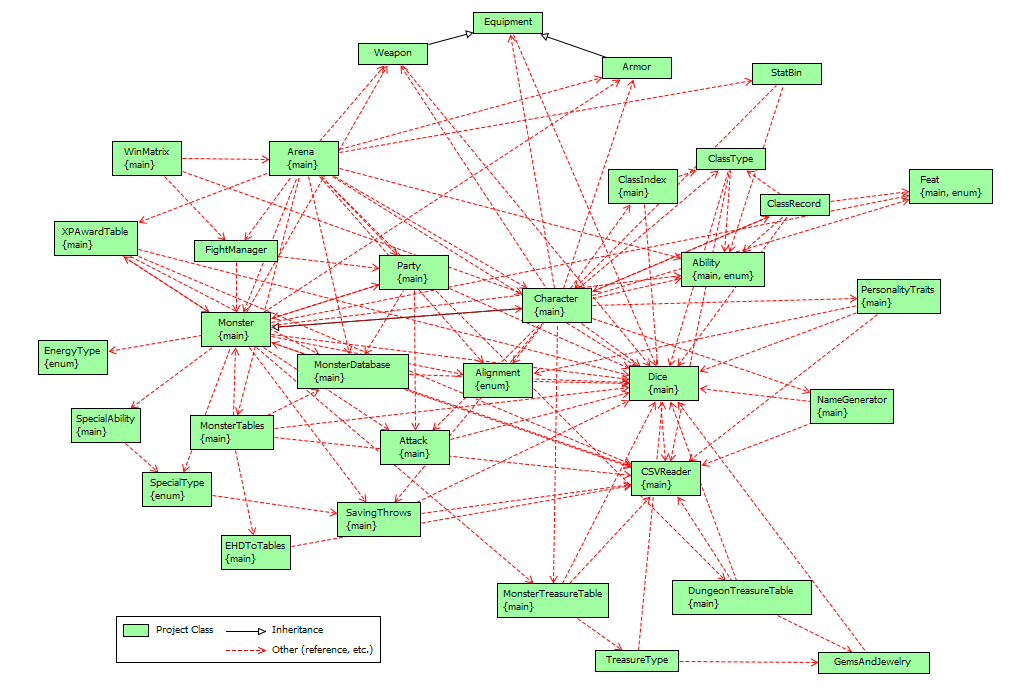 Equipment
Weapon
Armor
StatBin
WinMatrix
{main}
Arena
{main}
ClassType
ClassIndex
{main}
Feat
{main, enum}
ClassRecord
XPAwardTable
{main}
FightManager
Party
{main}
Ability
{main, enum}
Character
{main}
PersonalityTraits
{main}
Monster
{main}
EnergyType
{enum}
MonsterDatabase
{main}
Alignment
{enum}
Dice
{main}
NameGenerator
{main}
SpecialAbility
{main}
MonsterTables
{main}
Attack
{main}
CSVReader
{main}
SpecialType
{enum}
SavingThrows
{main}
EHDToTables
{main}
MonsterTreasureTable
{main}
DungeonTreasureTable
{main}
TreasureType
GemsAndJewelry
Project Class
Inheritance
Other (reference, etc.)